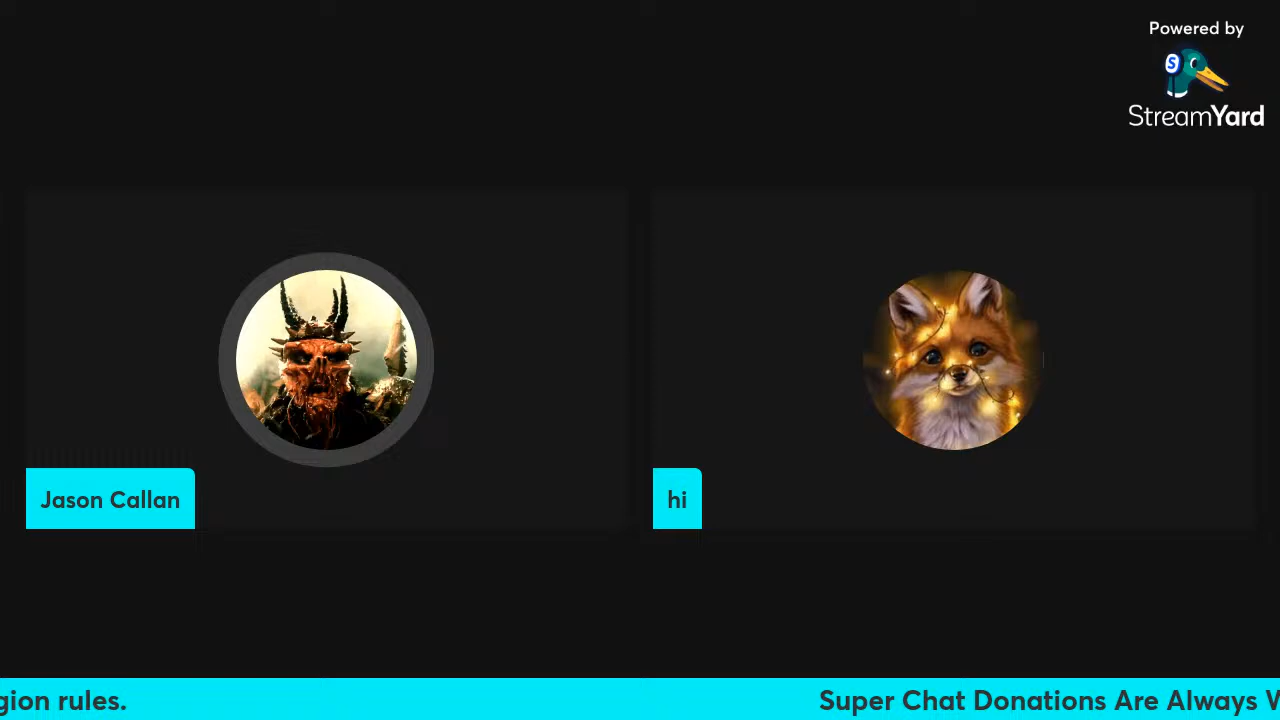 Powered by
S
StreamYard
Jason Callan
hi
gion rules.
Super Chat Donations Are Always